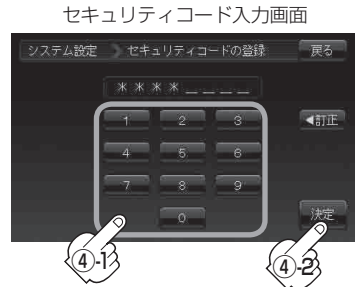 セキュリティコード入力画面
システム設定 セキュリティコードの登録 戻る
＊＊＊＊＿＿＿＿
1 2 3 ◀訂正
4 5 6
7 8 9
0 決定
④-1 ④-2